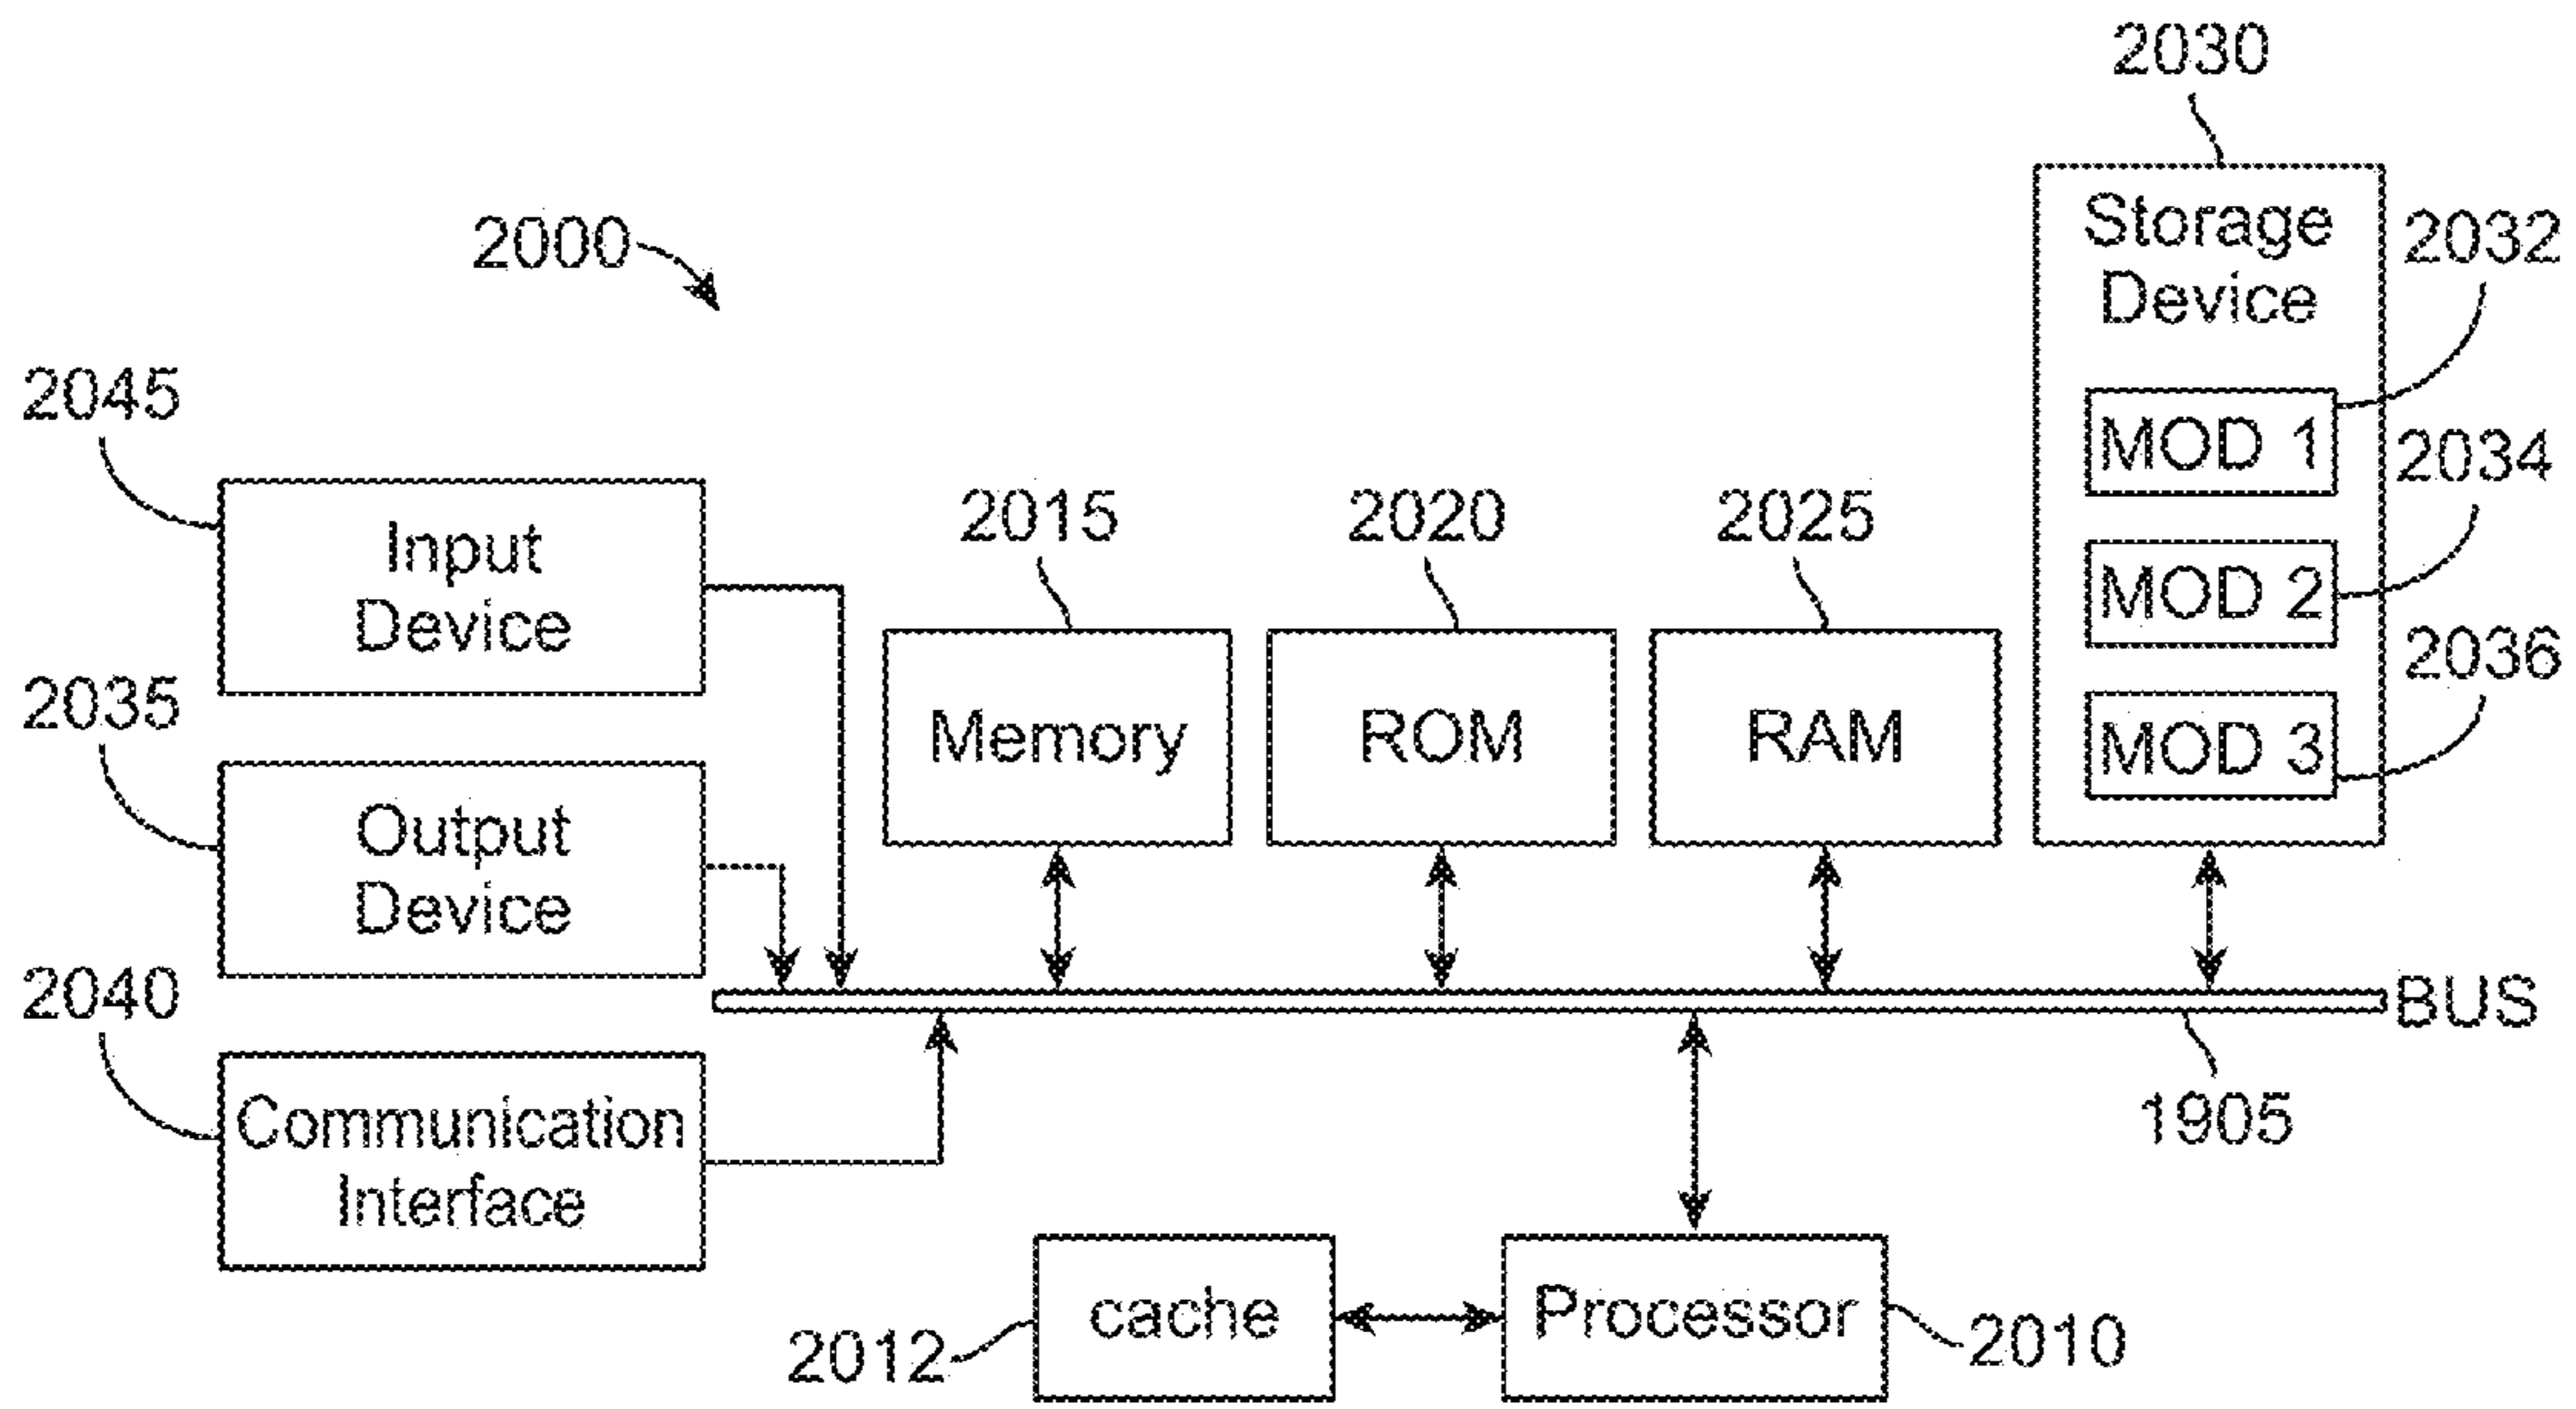 2030
2000
Storage
Device
2032
2045
MOD 1
2034
Input
Device
2015
2020
2025
MOD 2
2036
2035
Memory
ROM
RAM
MOD 3
Output
Device
2040
BUS
Communication
Interface
1905
cache
Processor
2012
2010